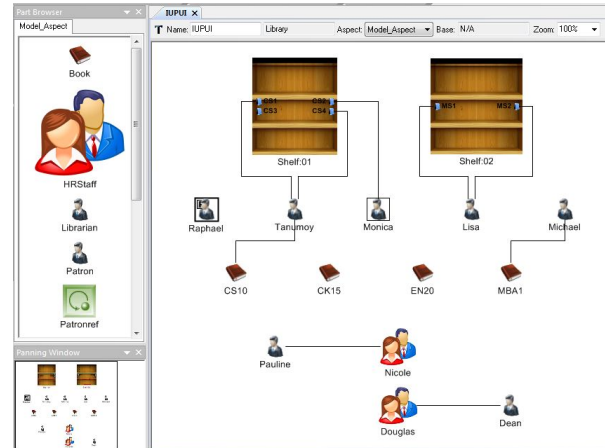 Part Browser
Model_Aspect
Book
HRStaff
Librarian
Patron
Patronref
Panning Window
IUPUI
Name: IUPUI Library Aspect: Model_Aspect Base: N/A Zoom: 100%
CS1 CS2
CS3 CS4
MS1 MS2
Shelf:01 Shelf:02
Raphael Tanumoy Monica Lisa Michael
CS10 CK15 EN20 MBA1
Pauline Nicole
Douglas Dean